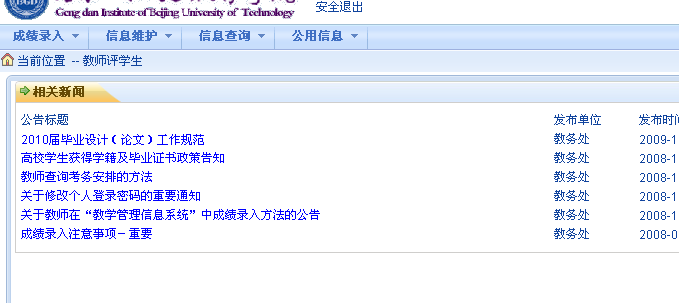 Geng dan Institute of Beijing University of Technology
安全退出
成绩录入 信息维护 信息查询 公用信息
当前位置 -- 教师评学生
相关新闻
公告标题 发布单位 发布时间
2010届毕业设计（论文）工作规范 教务处 2009-1
高校学生获得学籍及毕业证书政策告知 教务处 2008-1
教师查询考务安排的方法 教务处 2008-1
关于修改个人登录密码的重要通知 教务处 2008-1
关于教师在“教学管理信息系统”中成绩录入方法的公告 教务处 2008-1
成绩录入注意事项－重要 教务处 2008-0